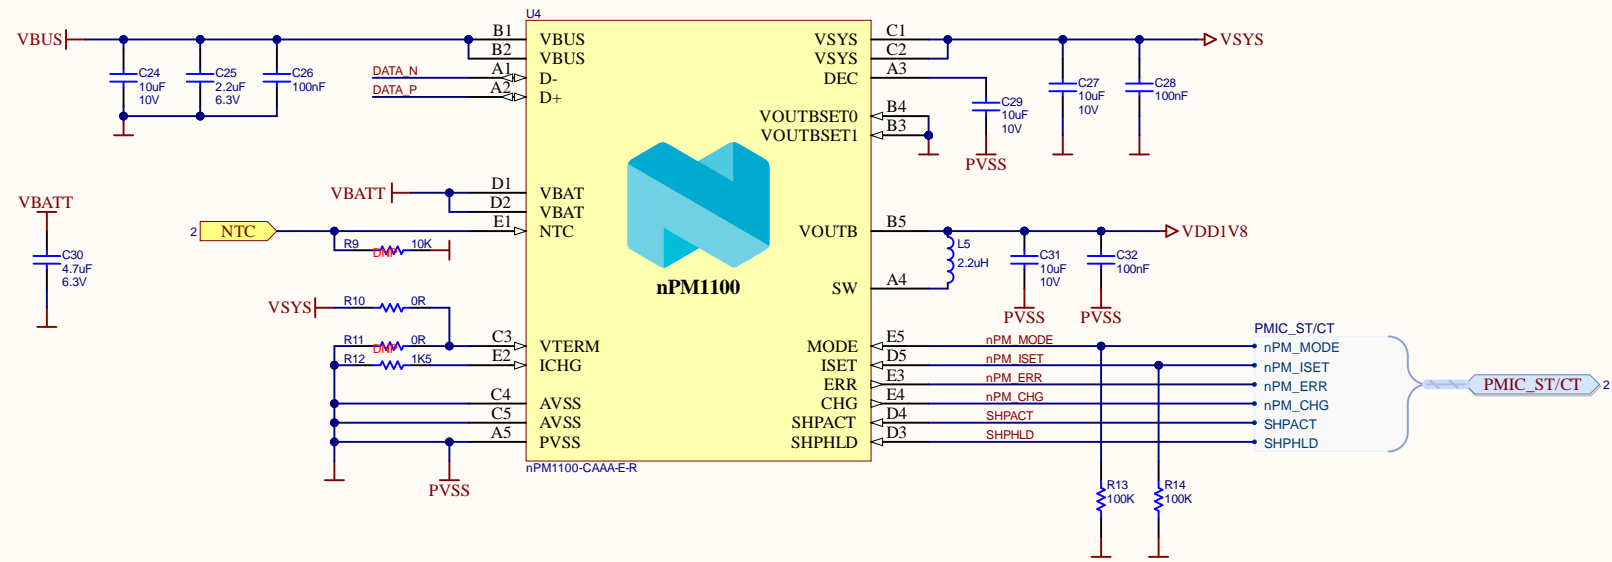 U4
VBUS
B1
VBUS
B2
VBUS
DATA_N
A1
D-
DATA_P
A2
D+
C24
10uF
10V
C25
2.2uF
6.3V
C26
100nF
VBATT
D1
VBAT
D2
VBAT
2
NTC
E1
NTC
R9
DNP
10K
VBATT
C30
4.7uF
6.3V
VSYS
R10
0R
R11
DNP
0R
C3
VTERM
R12
1K5
E2
ICHG
C4
AVSS
C5
AVSS
A5
PVSS
PVSS
nPM1100
nPM1100-CAAA-E-R
VSYS
C1
VSYS
VSYS
C2
DEC
A3
VOUTBSET0
B4
VOUTBSET1
B3
C29
10uF
10V
PVSS
C27
10uF
10V
C28
100nF
VOUTB
B5
VDD1V8
L5
2.2uH
SW
A4
C31
10uF
10V
PVSS
C32
100nF
PVSS
MODE
E5
nPM_MODE
ISET
D5
nPM_ISET
ERR
E3
nPM_ERR
CHG
E4
nPM_CHG
SHPACT
D4
SHPACT
SHPHLD
D3
SHPHLD
PMIC_ST/CT
nPM_MODE
nPM_ISET
nPM_ERR
nPM_CHG
SHPACT
SHPHLD
PMIC_ST/CT
2
R13
100K
R14
100K